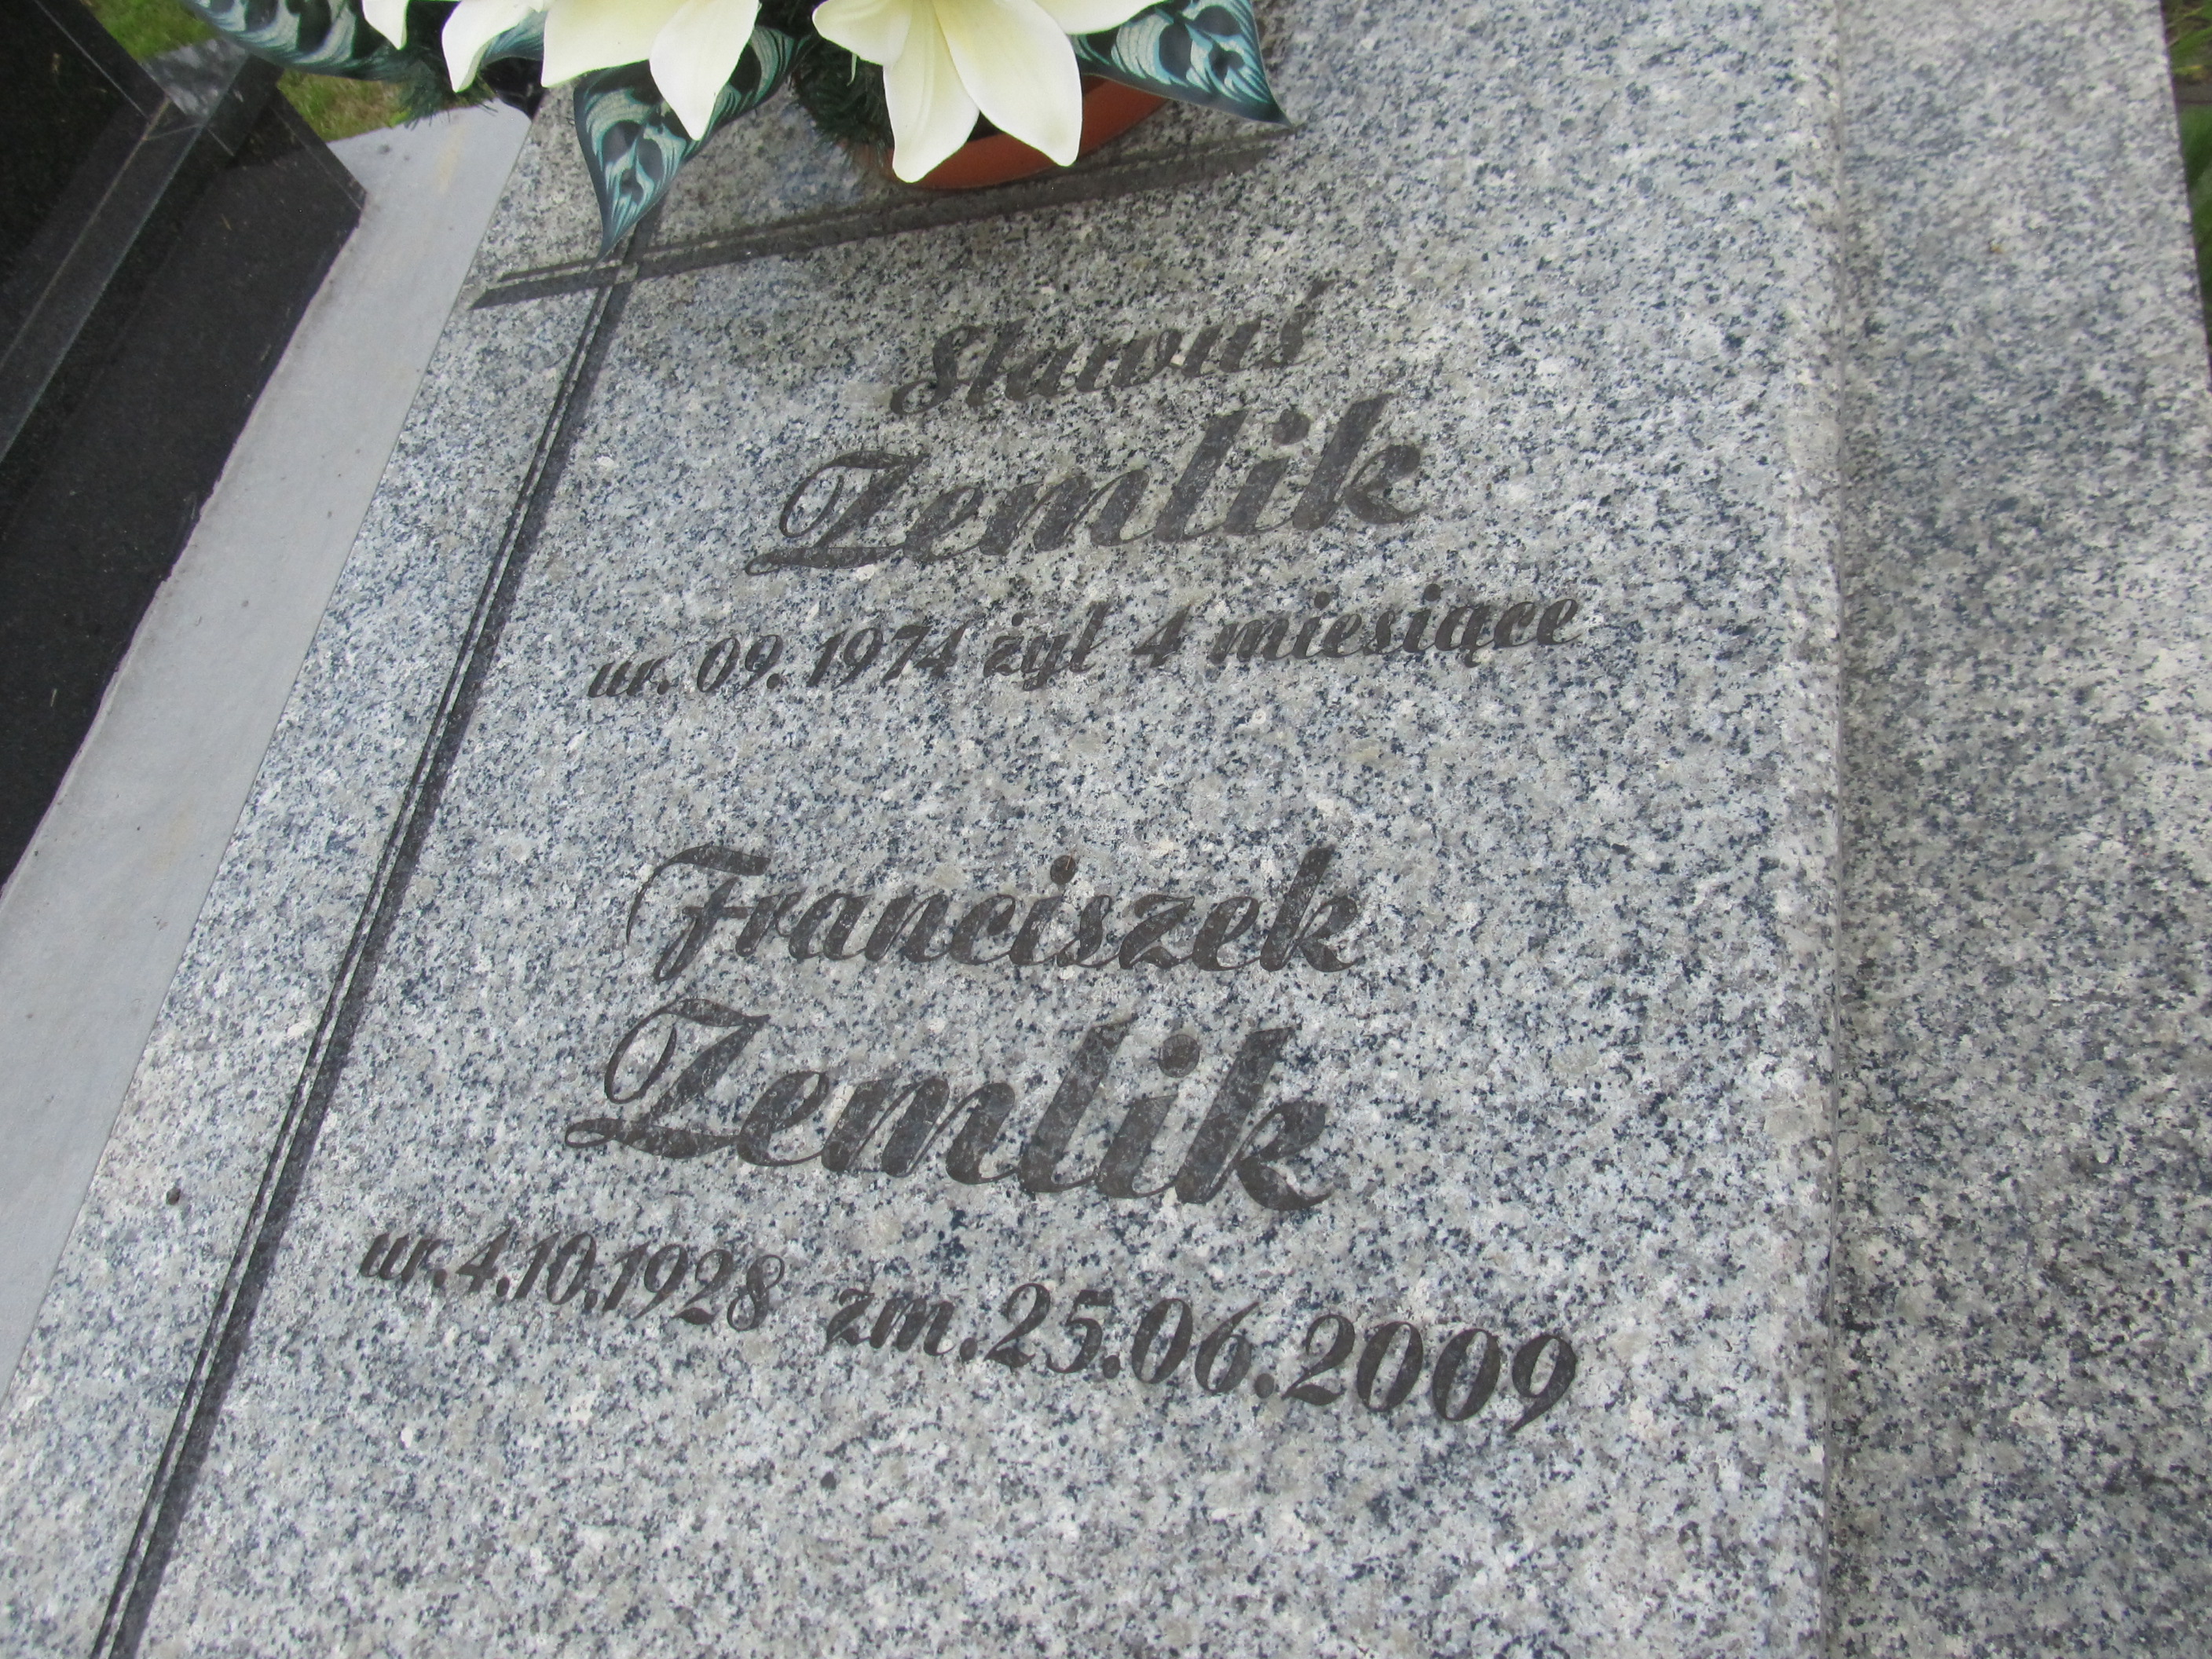 Sławuś
Zemlik
ur. 09. 1974 żył 4 miesiące
Franciszek
Zemlik
ur. 4.10.1928 zm. 25.06.2009